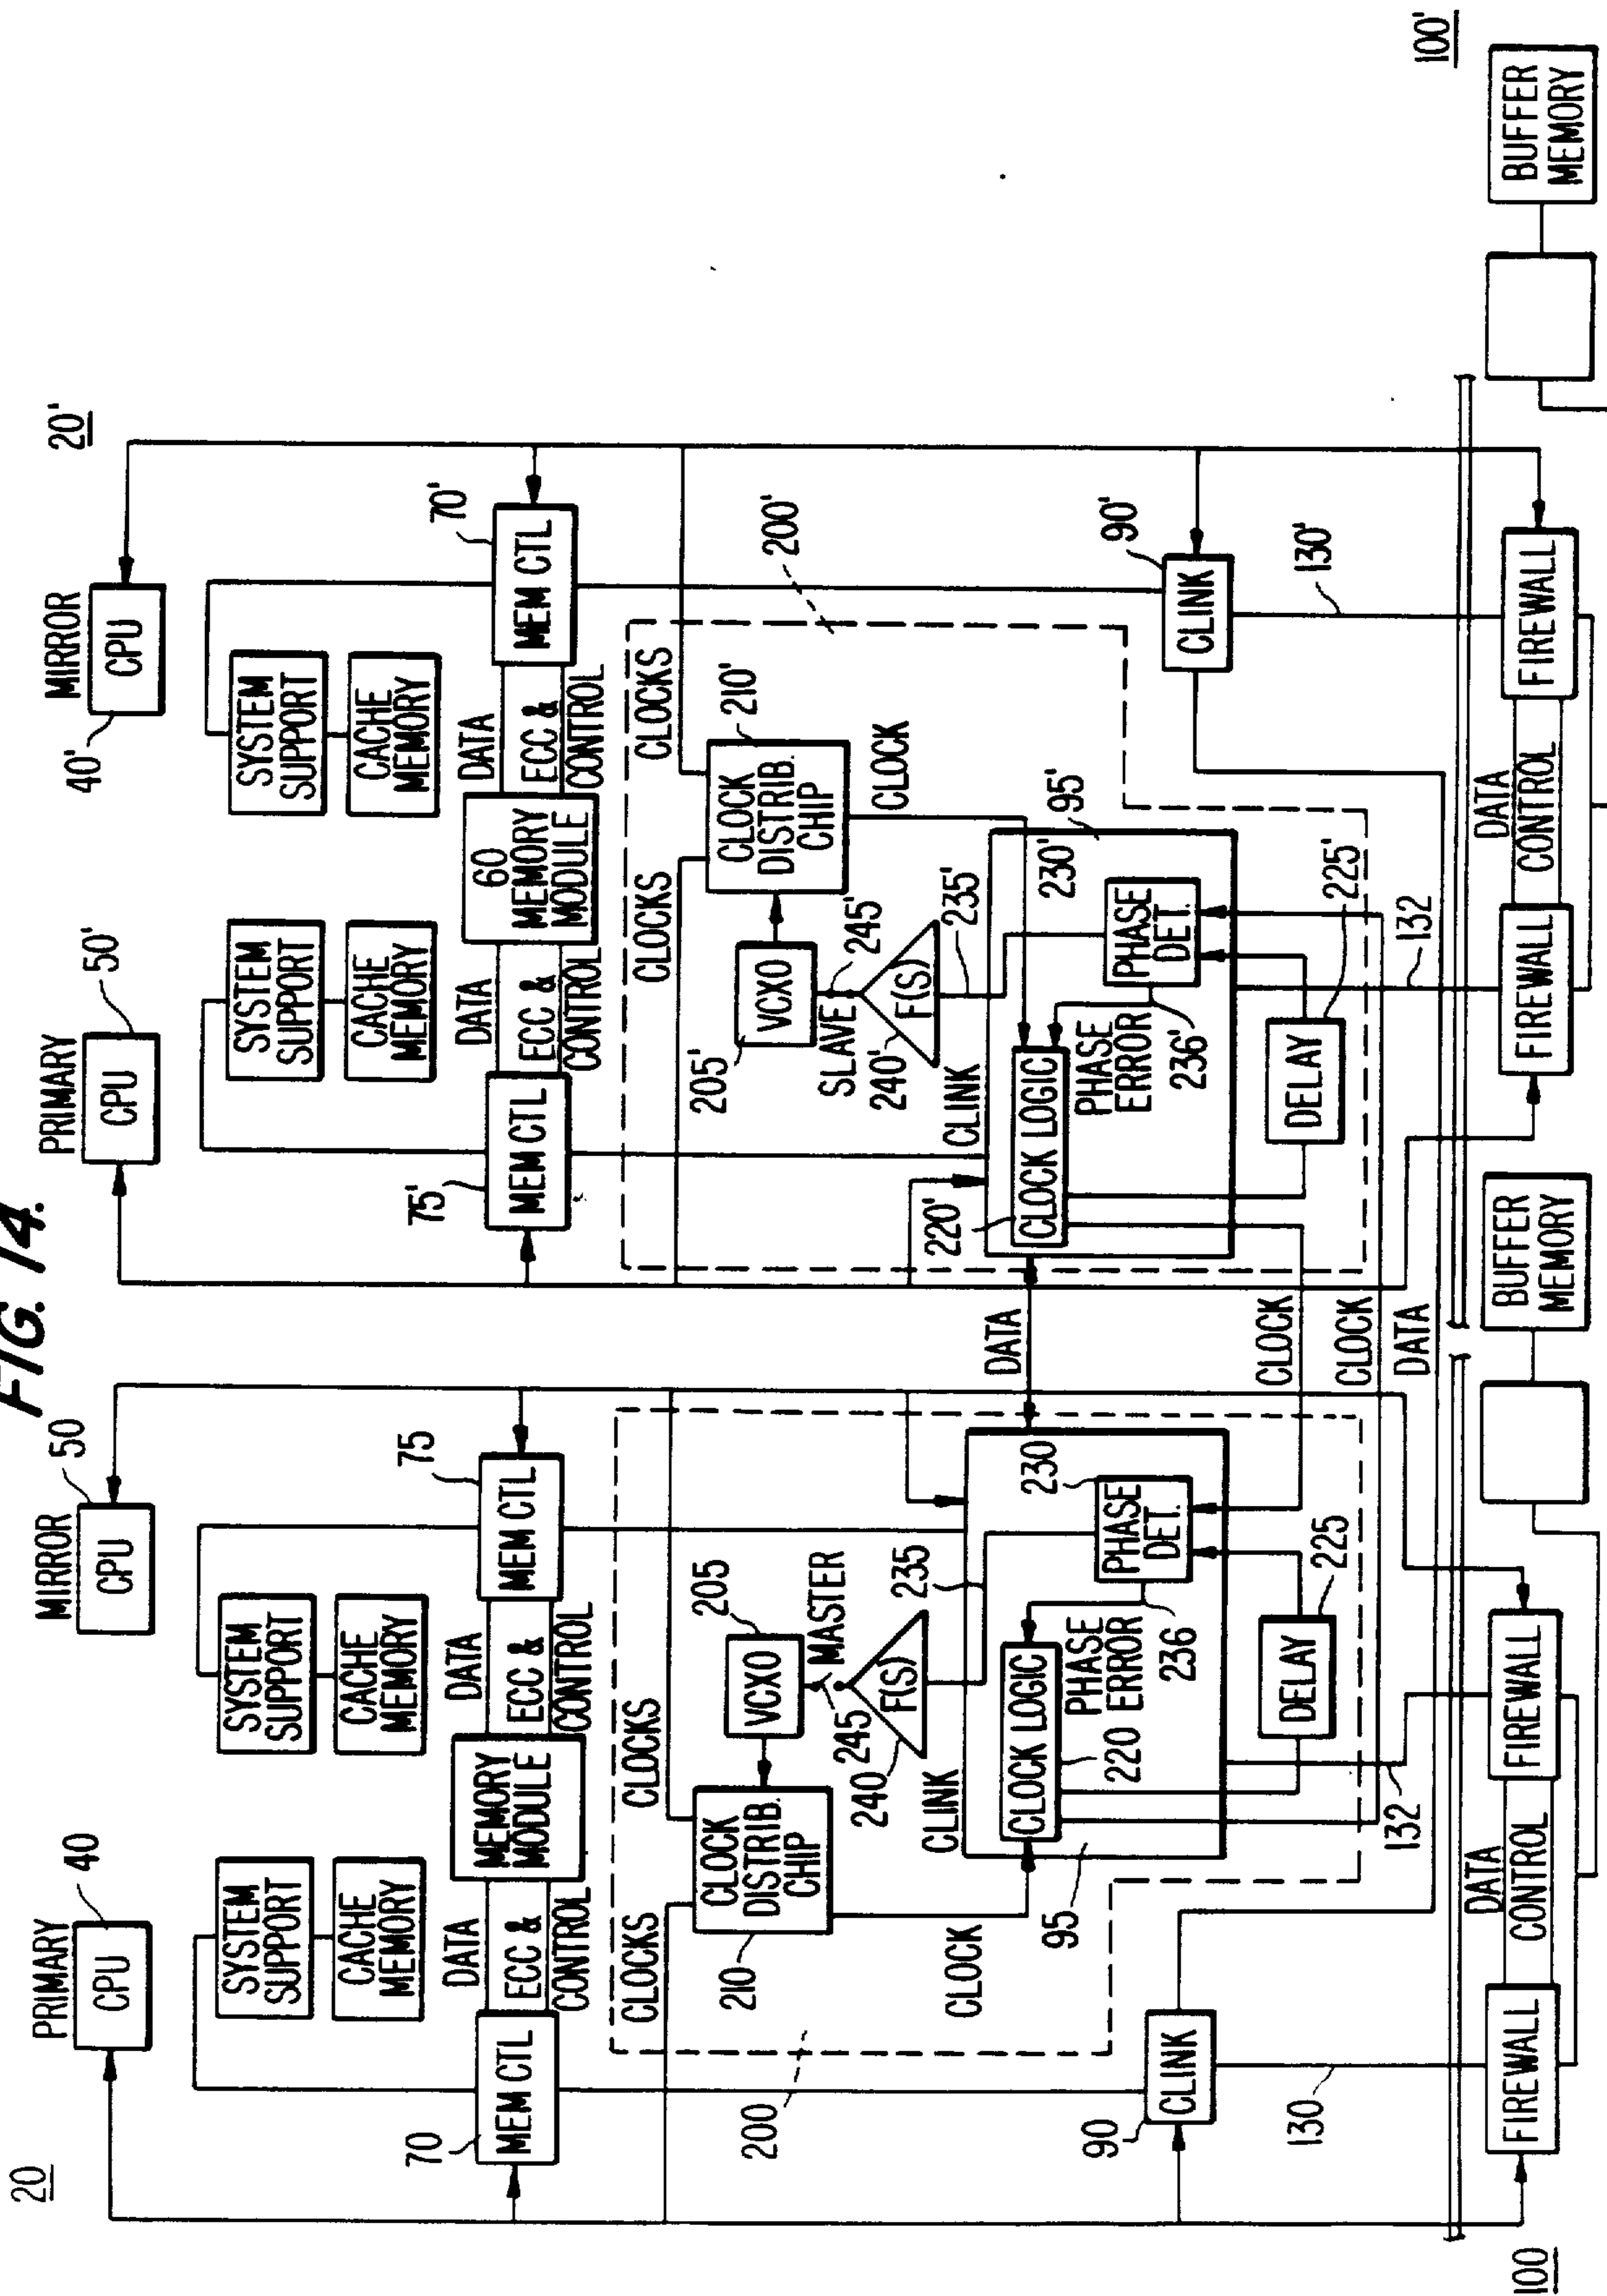 FIG. 14.
20
PRIMARY
CPU
40
MIRROR
CPU
50
SYSTEM
SUPPORT
CACHE
MEMORY
SYSTEM
SUPPORT
CACHE
MEMORY
70
MEM CTL
DATA
ECC &
CONTROL
MEMORY
MODULE
DATA
ECC &
CONTROL
MEM CTL
75
200
CLOCKS
CLOCKS
CLOCK
DISTRIB.
CHIP
210
VCXO
205
MASTER
245
240
F(S)
235
CLOCK
CLINK
95
CLOCK LOGIC
220
PHASE
ERROR
236
PHASE
DET.
230
DELAY
225
90
CLINK
130
132
FIREWALL
DATA
CONTROL
FIREWALL
BUFFER
MEMORY
100
DATA
CLOCK
CLOCK
DATA
20'
PRIMARY
CPU
50'
MIRROR
CPU
40'
SYSTEM
SUPPORT
CACHE
MEMORY
SYSTEM
SUPPORT
CACHE
MEMORY
75'
MEM CTL
DATA
ECC &
CONTROL
60
MEMORY
MODULE
DATA
ECC &
CONTROL
MEM CTL
70'
200'
CLOCKS
CLOCKS
CLOCK
DISTRIB.
CHIP
210'
VCXO
205'
SLAVE
245'
240'
F(S)
235'
CLOCK
CLINK
95'
CLOCK LOGIC
220'
PHASE
ERROR
236'
PHASE
DET.
230'
DELAY
225'
90'
CLINK
130'
132
FIREWALL
DATA
CONTROL
FIREWALL
BUFFER
MEMORY
100'